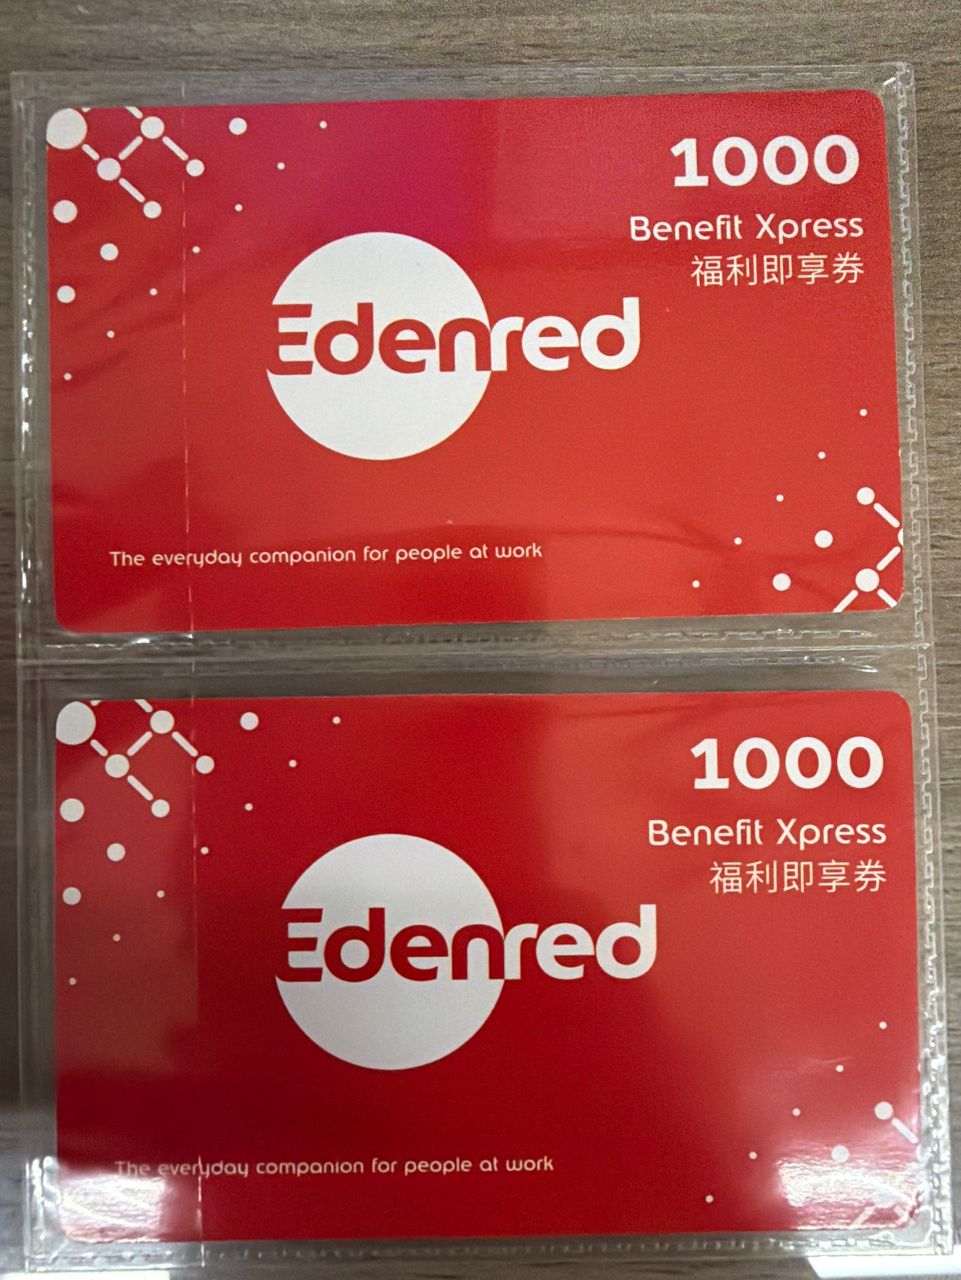 1000
Benefit Xpress
福利即享券
Edenred
The everyday companion for people at work
1000
Benefit Xpress
福利即享券
Edenred
The everyday companion for people at work